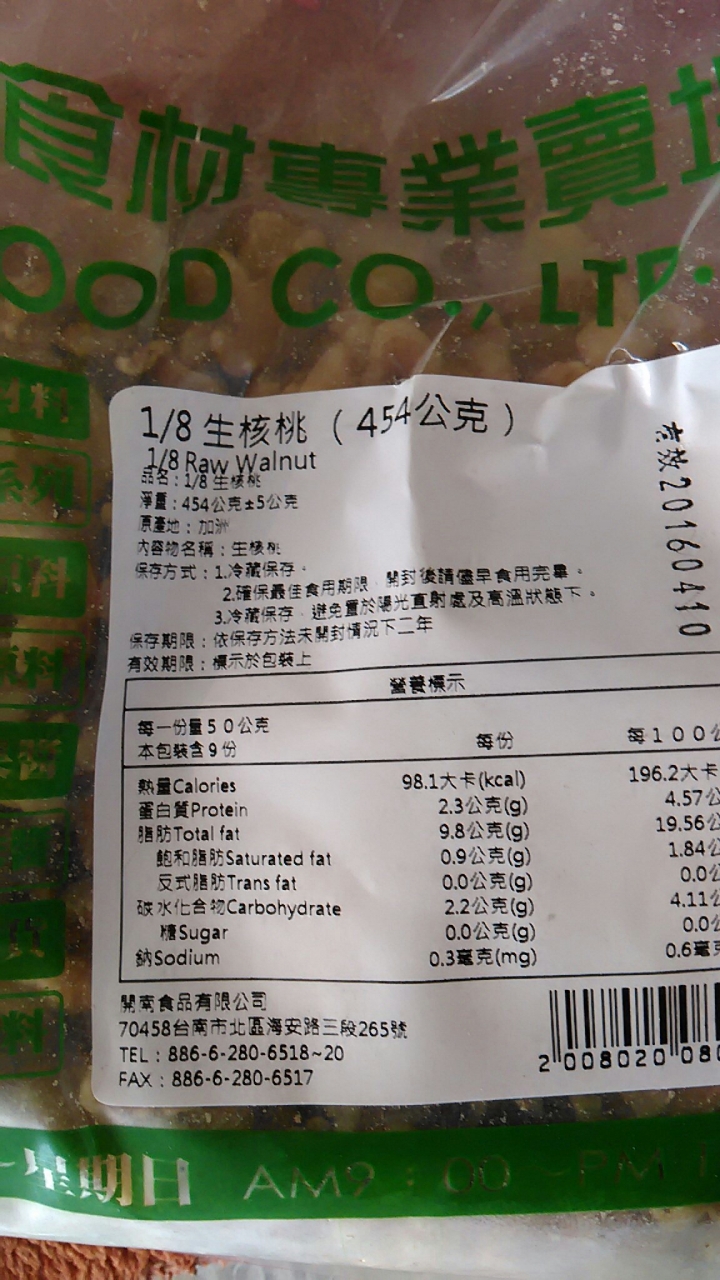 食材專業賣場
OOD CO., LTD.
系列
1/8 生核桃 (454公克)
1/8 Raw Walnut
有效20160410
品名:1/8 生核桃
淨重:454公克±5公克
原產地:加洲
內容物名稱:生核桃
保存方式:1.冷藏保存。
2.確保最佳食用期限,開封後請儘早食用完畢。
3.冷藏保存,避免置於陽光直射處及高溫狀態下。
保存期限:依保存方法未開封情況下二年
有效期限:標示於包裝上
營養標示
每一份量50公克
本包裝含9份 每份 每100公
熱量Calories 98.1大卡(kcal) 196.2大卡
蛋白質Protein 2.3公克(g) 4.57公
脂肪Total fat 9.8公克(g) 19.56公
飽和脂肪Saturated fat 0.9公克(g) 1.84公
反式脂肪Trans fat 0.0公克(g) 0.0公
碳水化合物Carbohydrate 2.2公克(g) 4.11公
糖Sugar 0.0公克(g) 0.0公
鈉Sodium 0.3毫克(mg) 0.6毫克
開南食品有限公司
70458台南市北區海安路三段265號
TEL:886-6-280-6518~20
FAX:886-6-280-6517
2 008020 080
~星期日 AM9:00 ~PM